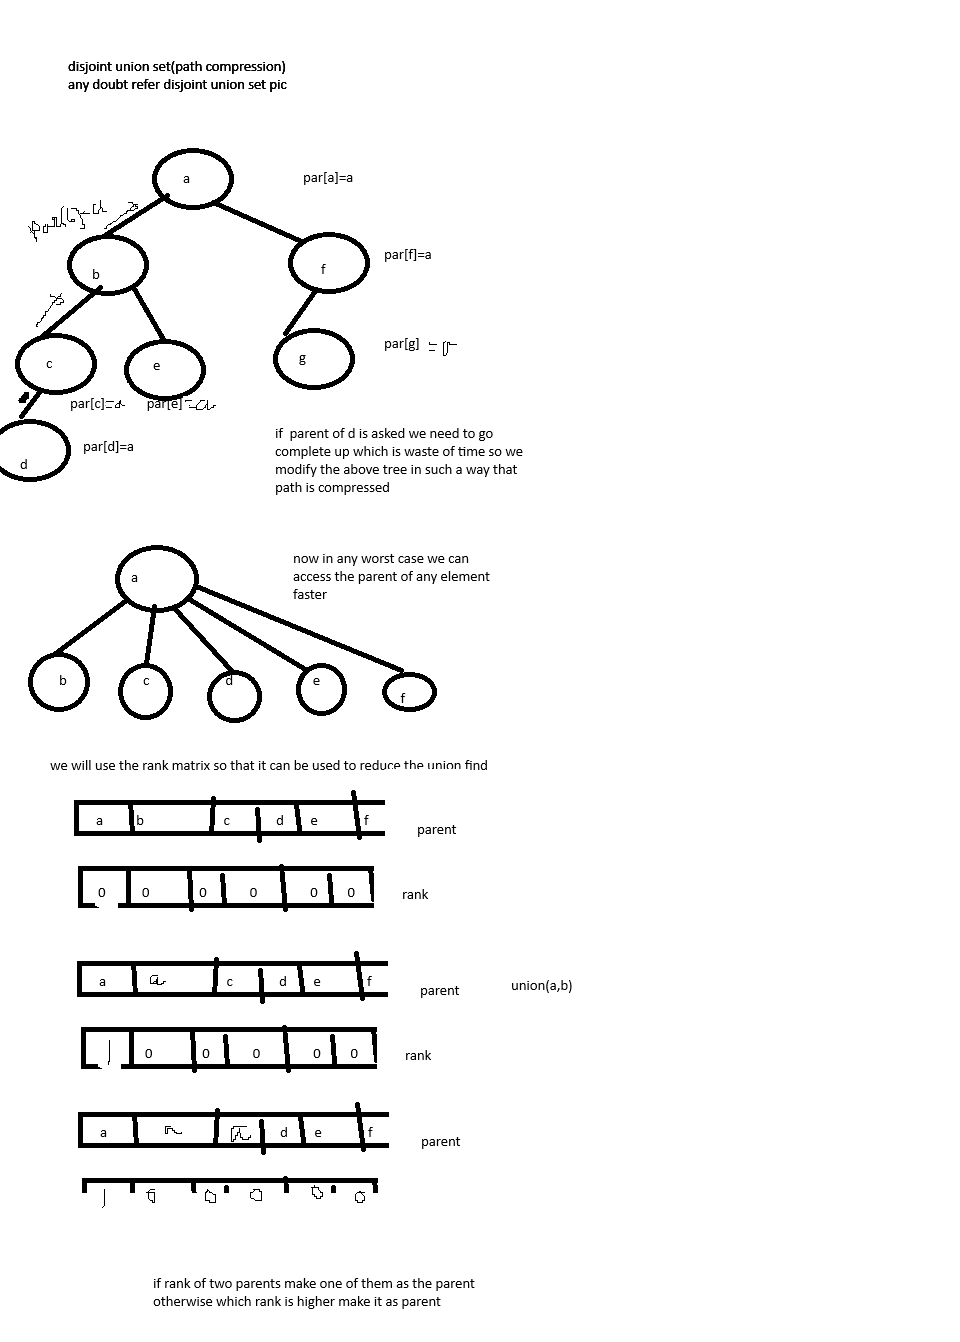 disjoint union set(path compression)
any doubt refer disjoint union set pic
a
par[a]=a
b
f
par[f]=a
c
e
g
par[g] =
par[c]=a
par[e]=a
d
par[d]=a
if  parent of d is asked we need to go
complete up which is waste of time so we
modify the above tree in such a way that
path is compressed
now in any worst case we can
access the parent of any element
faster
a
b c d e f
we will use the rank matrix so that it can be used to reduce the union find
a b c d e f
parent
0 0 0 0 0 0
rank
a a c d e f
parent
union(a,b)
1 0 0 0 0 0
rank
a d e f
parent
1 0 0 0 0
if rank of two parents make one of them as the parent
otherwise which rank is higher make it as parent